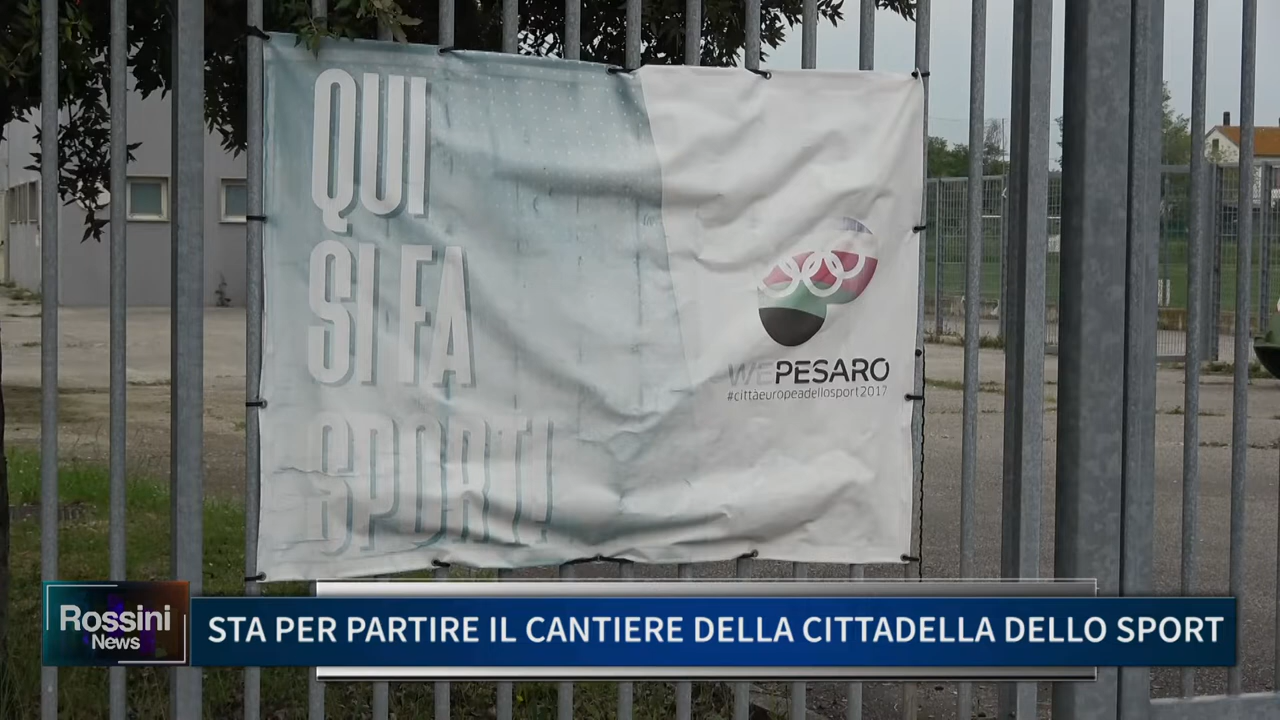 QUI
SI FA
SPORT!
WEPESARO
#cittàeuropeadellosport2017
Rossini
News
STA PER PARTIRE IL CANTIERE DELLA CITTADELLA DELLO SPORT